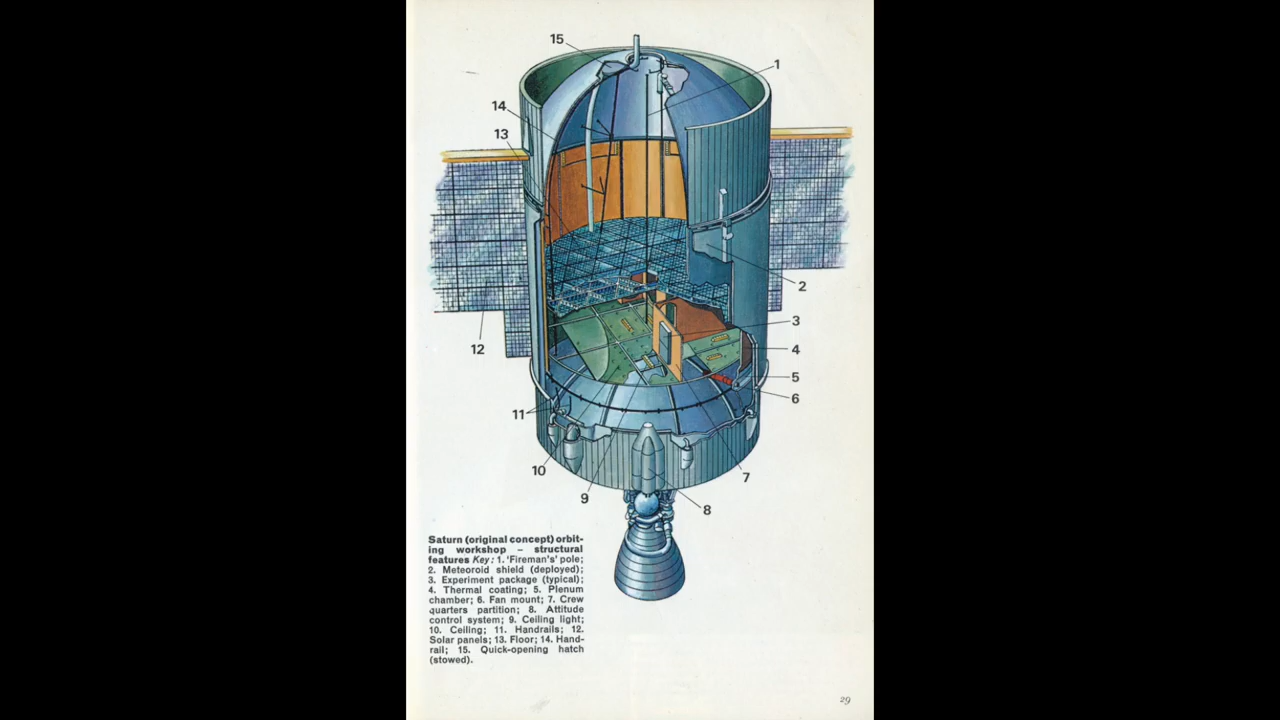 15
1
14
13
2
3
12
4
5
6
11
10
7
9
8
Saturn (original concept) orbit-
ing workshop – structural
features Key: 1. 'Fireman's' pole;
2. Meteoroid shield (deployed);
3. Experiment package (typical);
4. Thermal coating; 5. Plenum
chamber; 6. Fan mount; 7. Crew
quarters partition; 8. Attitude
control system; 9. Ceiling light;
10. Ceiling; 11. Handrails; 12.
Solar panels; 13. Floor; 14. Hand-
rail; 15. Quick-opening hatch
(stowed).
29